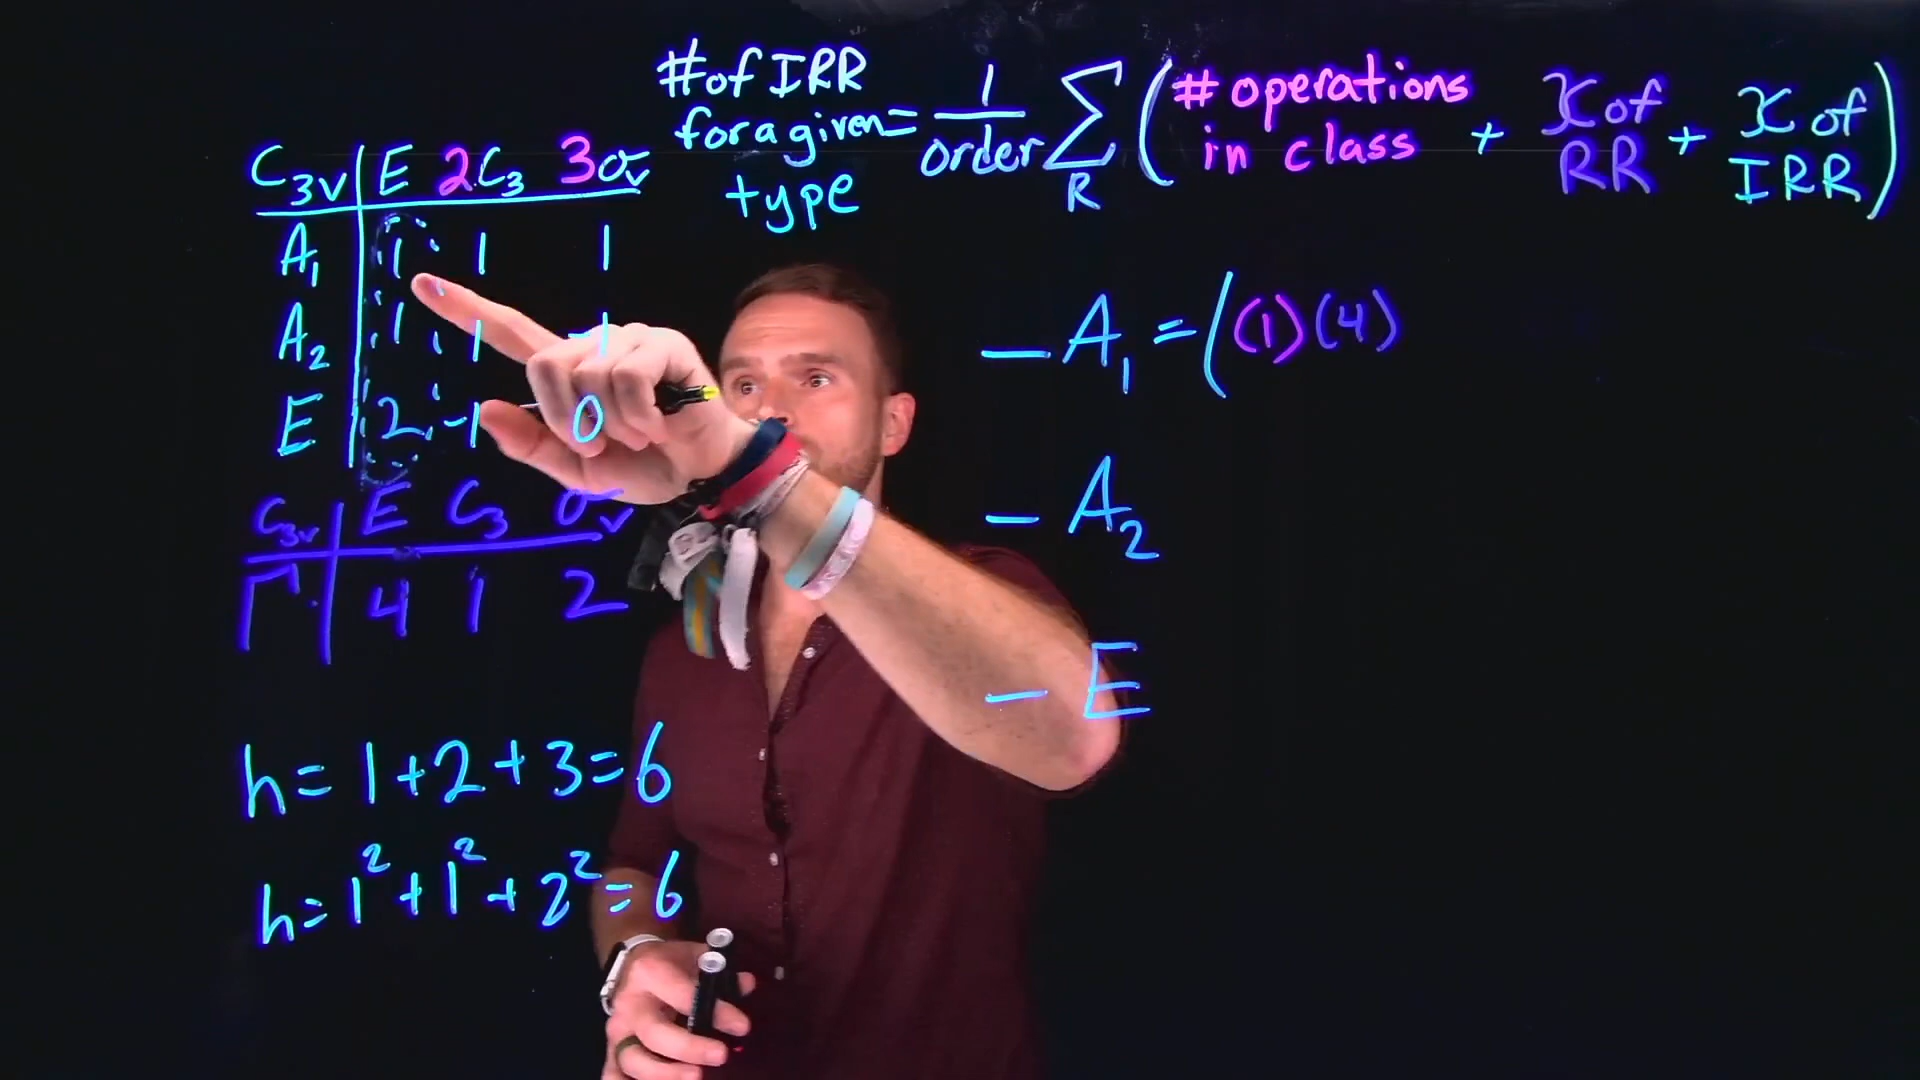 # of IRR for a given type = 1/order Σ_R (# operations in class + χ of RR + χ of IRR)
C3v | E 2C3 3σv
A1 | 1 1 1
A2 | 1 1 -1
E | 2 -1 0
C3v | E C3 σv
Γ | 4 1 2
h = 1+2+3 = 6
h = 1² + 1² + 2² = 6
– A1 = ((1)(4)
– A2
– E